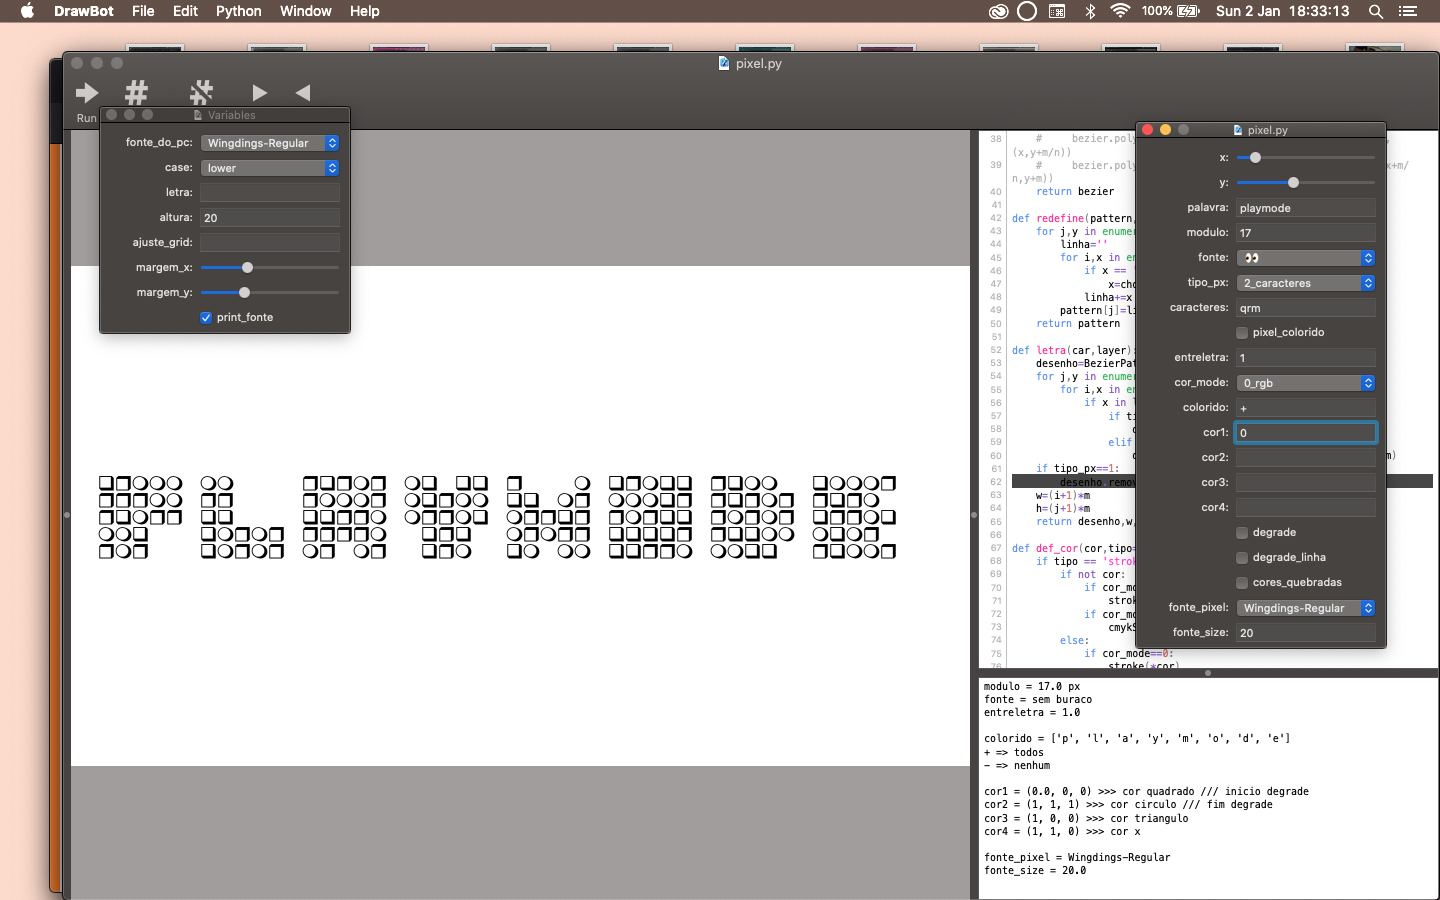 DrawBot File Edit Python Window Help 100% Sun 2 Jan 18:33:13
pixel.py
Run
Variables
fonte_do_pc: Wingdings-Regular
case: lower
letra:
altura: 20
ajuste_grid:
margem_x:
margem_y:
print_fonte
38 # bezier.poly
(x,y+m/n))
39 # bezier.poly x+m/
n,y+m))
40 return bezier
41
42 def redefine(pattern,
43 for j,y in enumer
44 linha=''
45 for i,x in en
46 if x == '
47 x=cho
48 linha+=x
49 pattern[j]=li
50 return pattern
51
52 def letra(car,layer):
53 desenho=BezierPat
54 for j,y in enumer
55 for i,x in en
56 if x in l
57 if ti
58 d
59 elif
60 d m)
61 if tipo_px==1:
62 desenho.remov
63 w=(i+1)*m
64 h=(j+1)*m
65 return desenho,w,
66
67 def def_cor(cor,tipo=
68 if tipo == 'strok
69 if not cor:
70 if cor_mo
71 strok
72 if cor_mo
73 cmykS
74 else:
75 if cor_mode==0:
76 stroke(*cor)
pixel.py
x:
y:
palavra: playmode
modulo: 17
fonte: 👀
tipo_px: 2_caracteres
caracteres: qrm
pixel_colorido
entreletra: 1
cor_mode: 0_rgb
colorido: +
cor1: 0
cor2:
cor3:
cor4:
degrade
degrade_linha
cores_quebradas
fonte_pixel: Wingdings-Regular
fonte_size: 20
modulo = 17.0 px
fonte = sem buraco
entreletra = 1.0
colorido = ['p', 'l', 'a', 'y', 'm', 'o', 'd', 'e']
+ => todos
- => nenhum
cor1 = (0.0, 0, 0) >>> cor quadrado /// inicio degrade
cor2 = (1, 1, 1) >>> cor circulo /// fim degrade
cor3 = (1, 0, 0) >>> cor triangulo
cor4 = (1, 1, 0) >>> cor x
fonte_pixel = Wingdings-Regular
fonte_size = 20.0
PLAYMODE